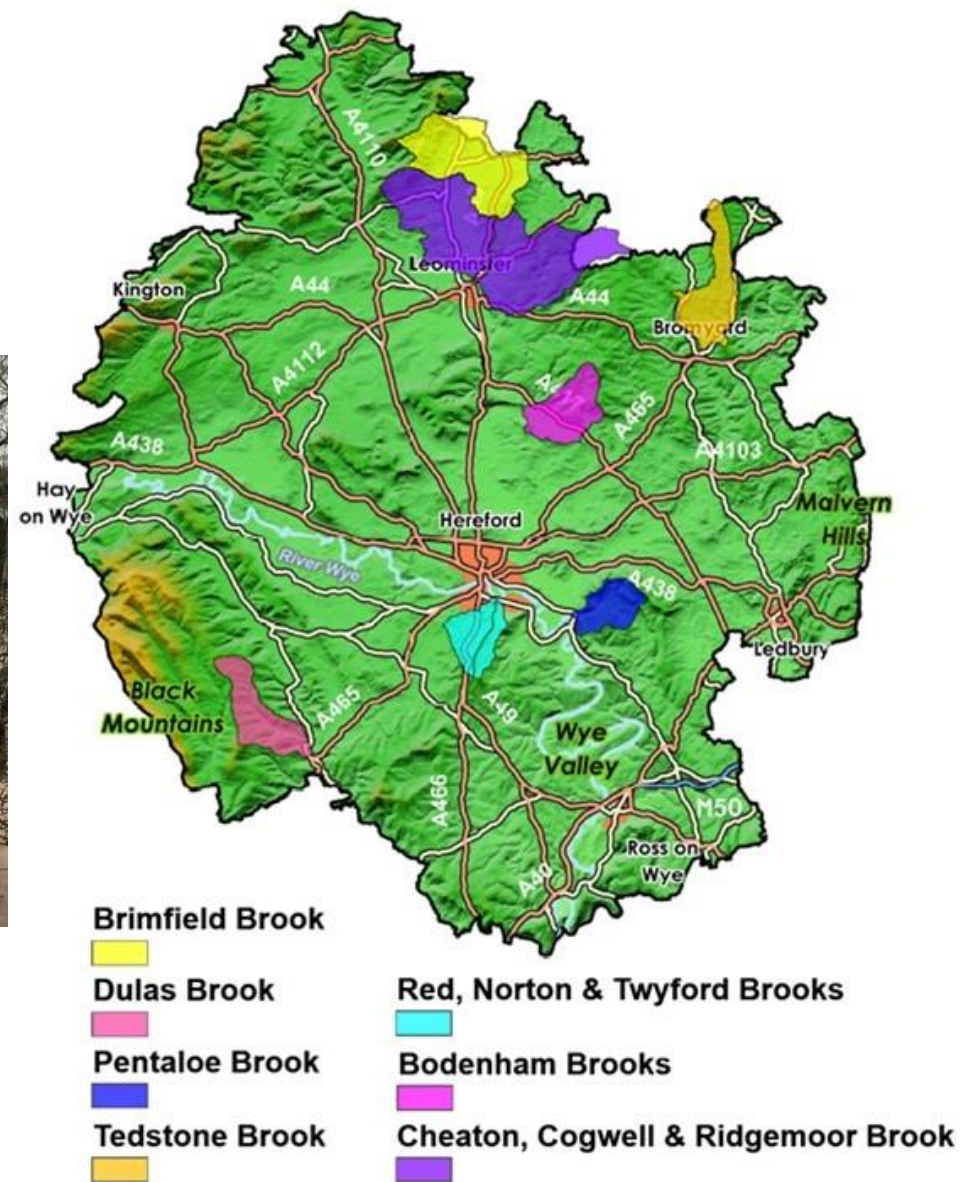 A4110
Leominster
Kington
A44
A44
Bromyard
A4112
A465
A438
A4103
Hay
on Wye
Malvern
Hills
Hereford
River Wye
A438
Ledbury
Black
Mountains
A465
A49
Wye
Valley
A466
M50
Ross on
Wye
A40
Brimfield Brook
Dulas Brook
Pentaloe Brook
Tedstone Brook
Red, Norton & Twyford Brooks
Bodenham Brooks
Cheaton, Cogwell & Ridgemoor Brook